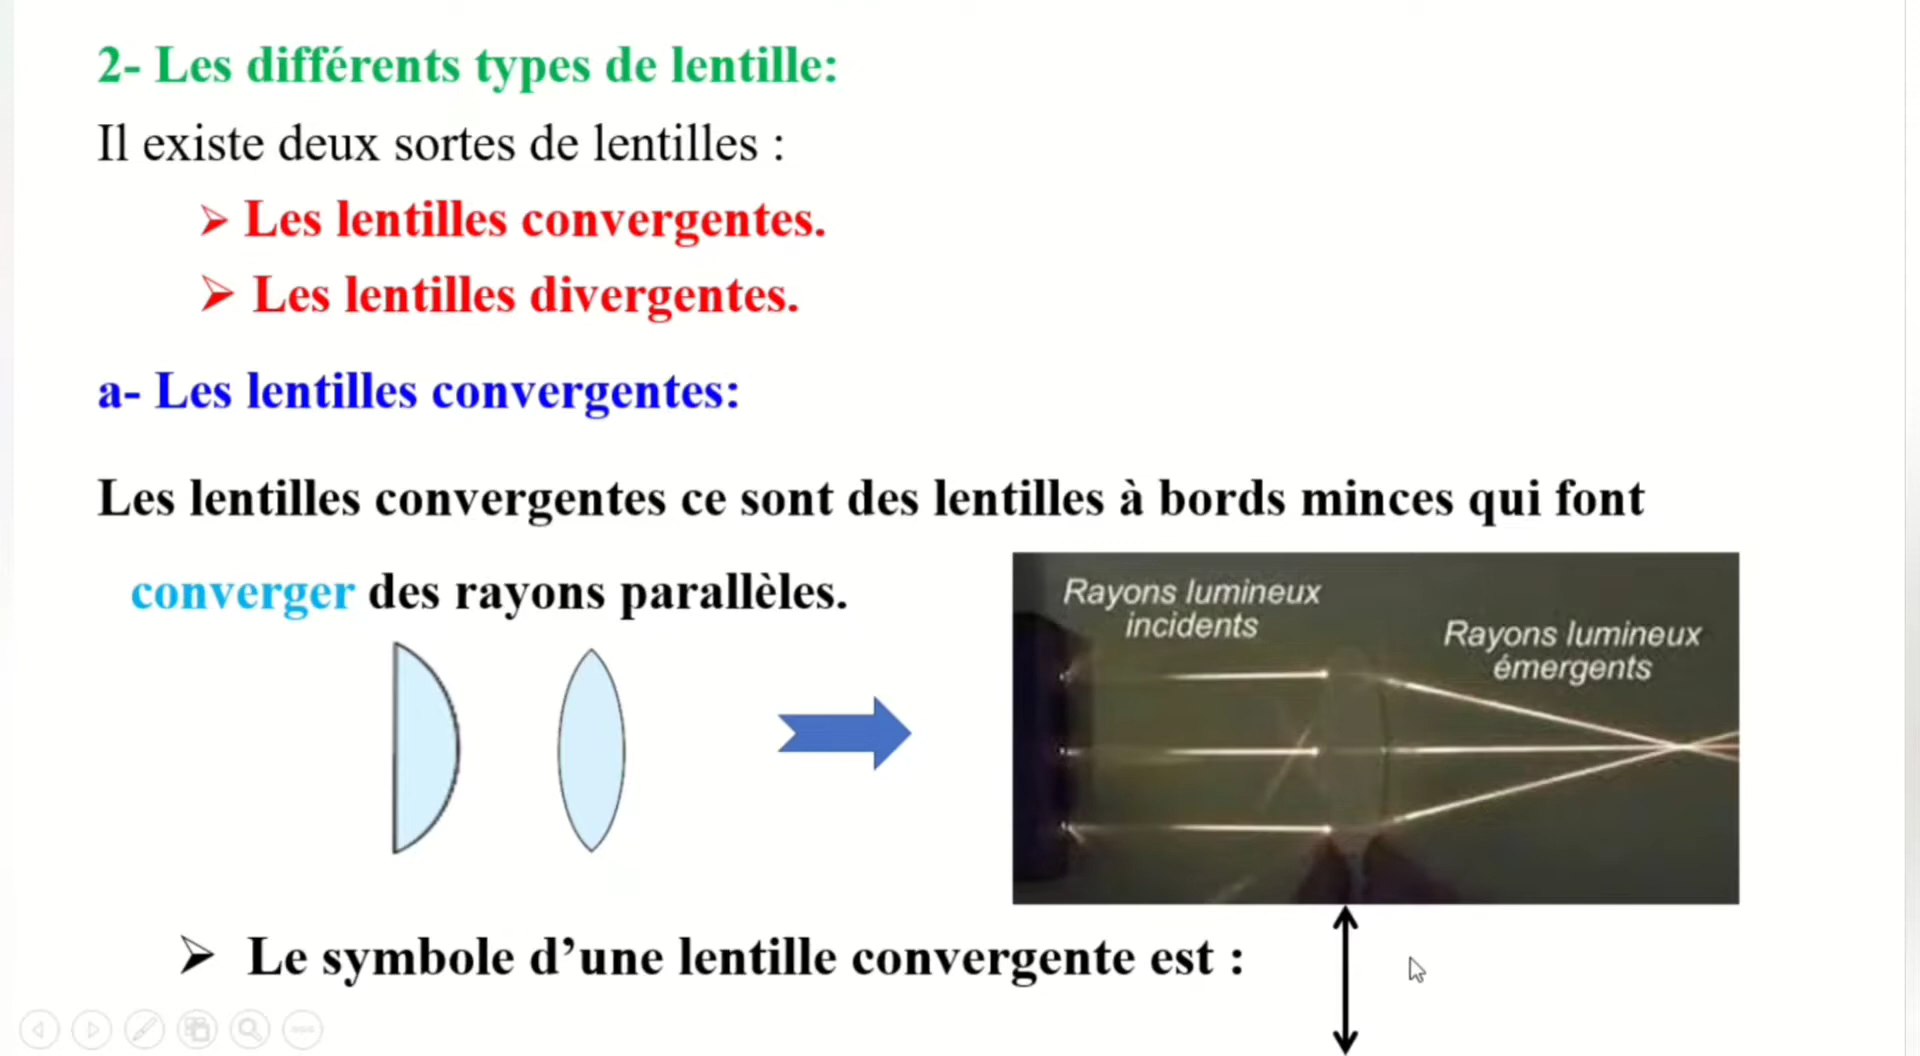 2- Les différents types de lentille:
Il existe deux sortes de lentilles :
Les lentilles convergentes.
Les lentilles divergentes.
a- Les lentilles convergentes:
Les lentilles convergentes ce sont des lentilles à bords minces qui font
converger des rayons parallèles.
Rayons lumineux
incidents
Rayons lumineux
émergents
Le symbole d’une lentille convergente est :